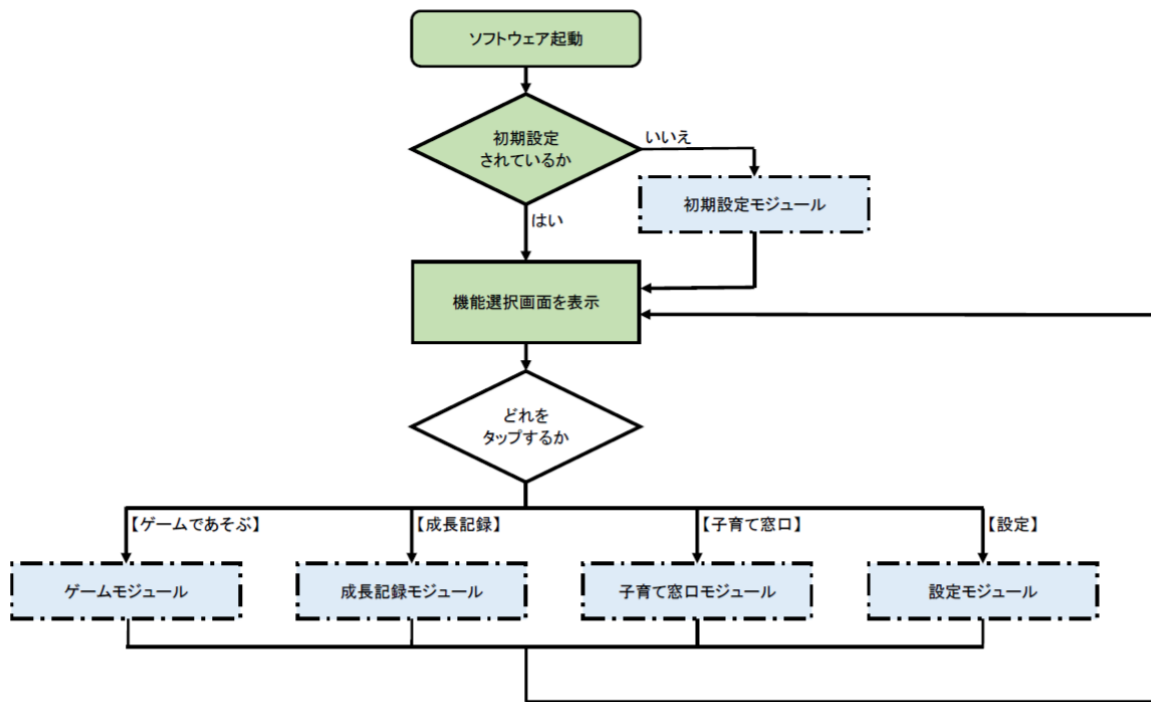 ソフトウェア起動
初期設定
されているか
いいえ
初期設定モジュール
はい
機能選択画面を表示
どれを
タップするか
【ゲームであそぶ】
【成長記録】
【子育て窓口】
【設定】
ゲームモジュール
成長記録モジュール
子育て窓口モジュール
設定モジュール